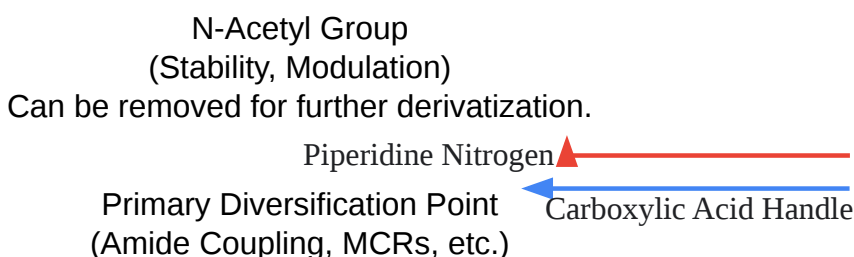 N-Acetyl Group
(Stability, Modulation)
Can be removed for further derivatization.
Piperidine Nitrogen
Primary Diversification Point
Carboxylic Acid Handle
(Amide Coupling, MCRs, etc.)